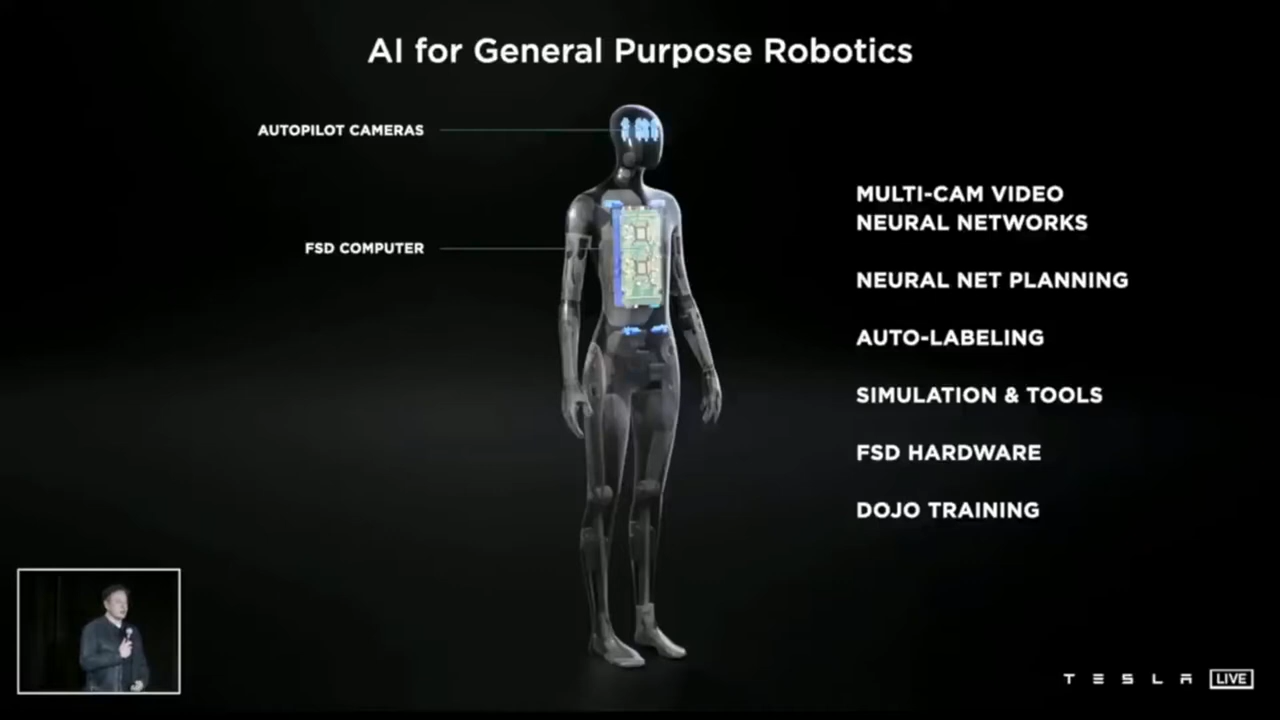 AI for General Purpose Robotics
AUTOPILOT CAMERAS
FSD COMPUTER
MULTI-CAM VIDEO
NEURAL NETWORKS
NEURAL NET PLANNING
AUTO-LABELING
SIMULATION & TOOLS
FSD HARDWARE
DOJO TRAINING
TESLA LIVE